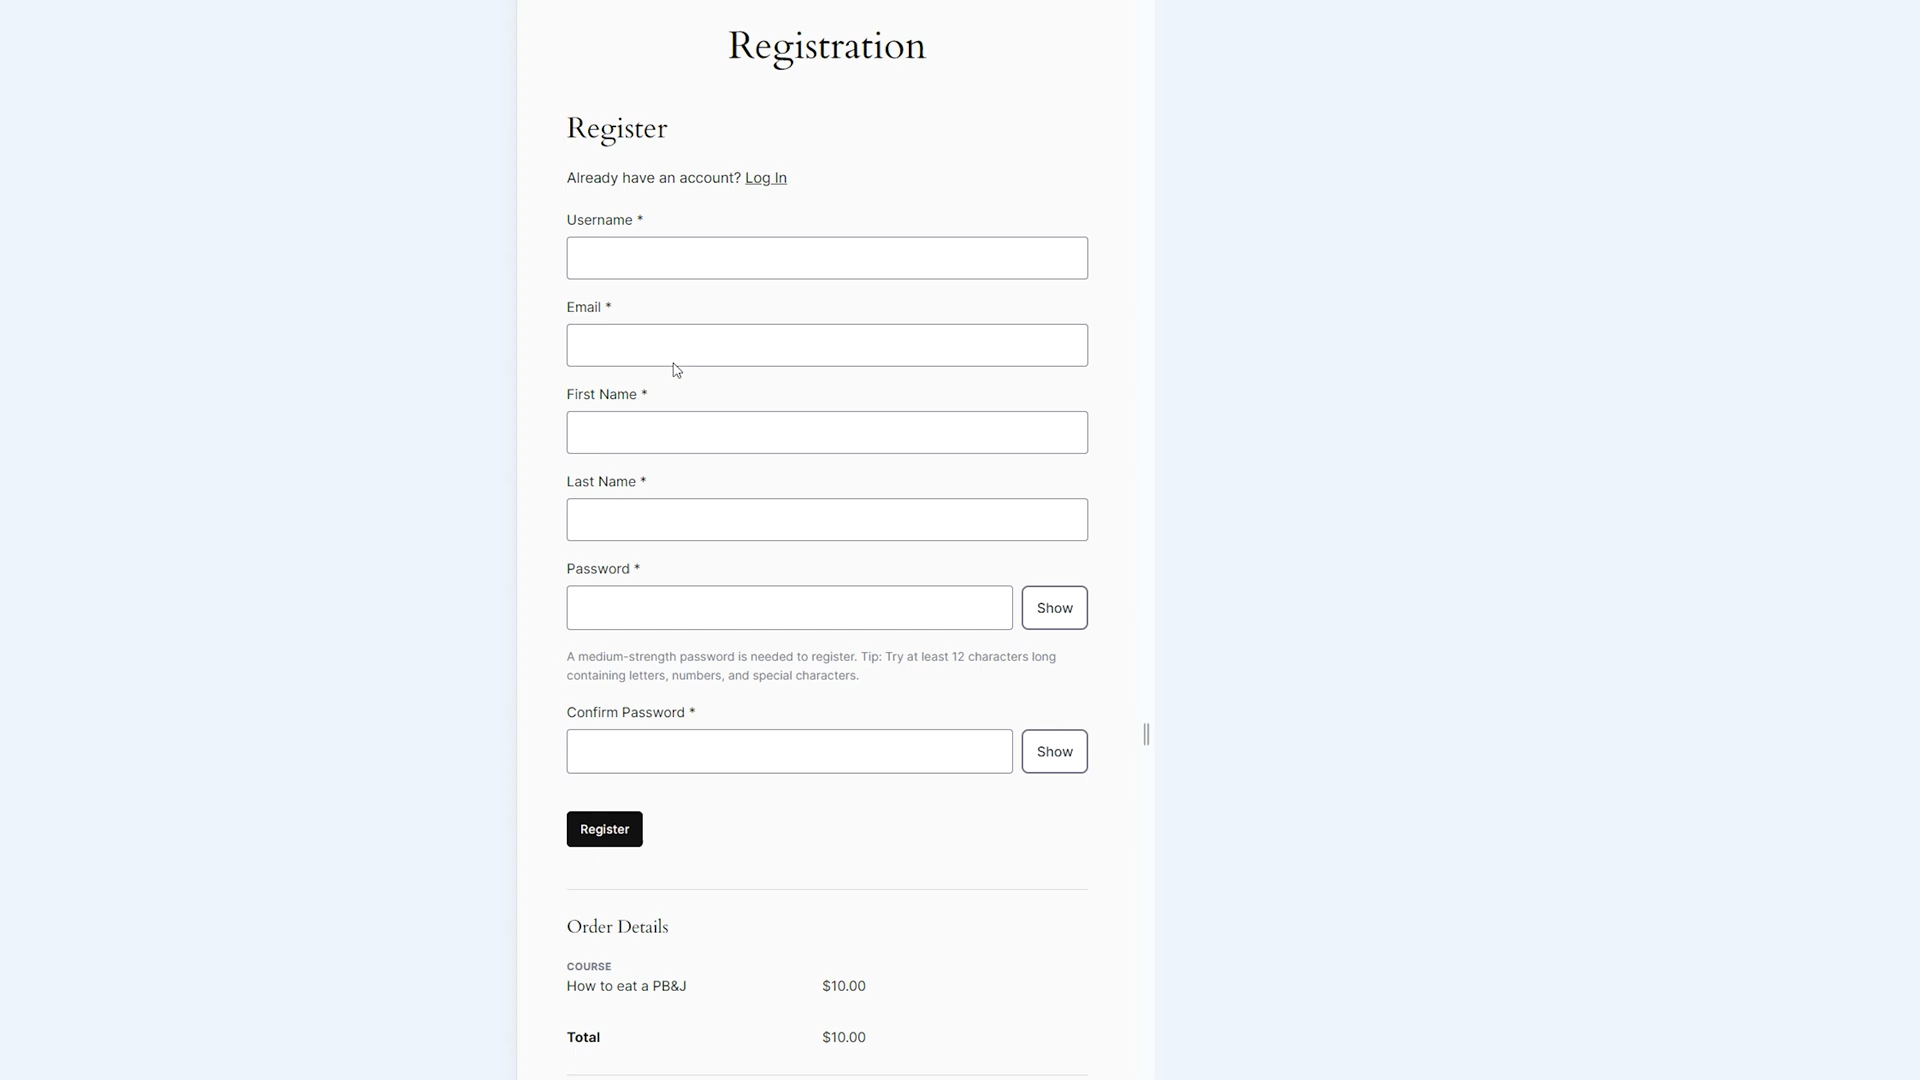 Registration
Register
Already have an account? Log In
Username *
Email *
First Name *
Last Name *
Password *
Show
A medium-strength password is needed to register. Tip: Try at least 12 characters long
containing letters, numbers, and special characters.
Confirm Password *
Show
Register
Order Details
COURSE
How to eat a PB&J $10.00
Total $10.00